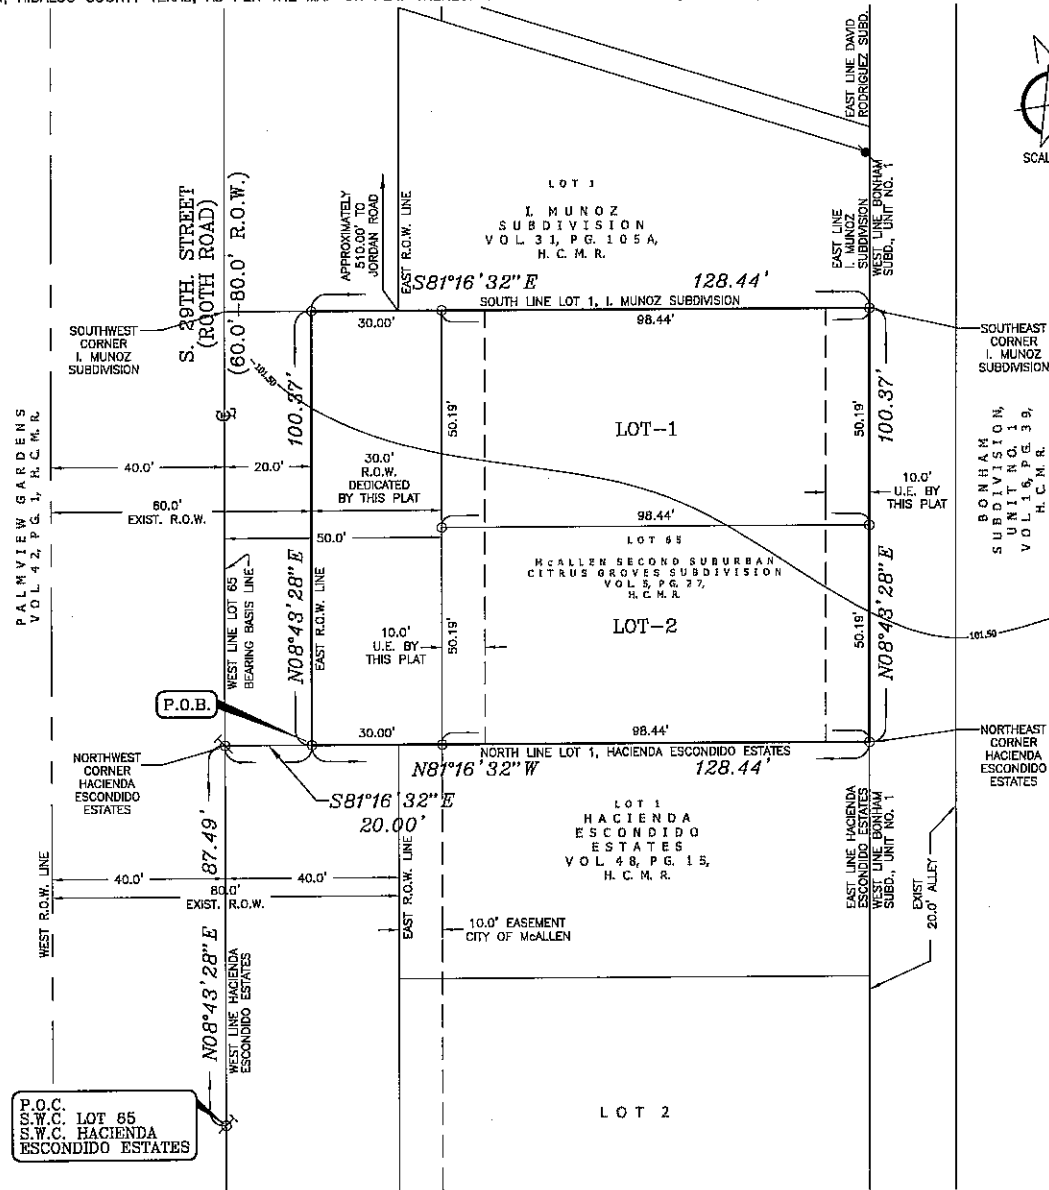 EAST LINE DAVID
RODRIGUEZ SUBD.
SCAL
LOT 1
I. MUNOZ
SUBDIVISION
VOL. 31, PG. 105A,
H. C. M. R.
S. 29TH. STREET
(ROOTH ROAD)
(60.0'-80.0' R.O.W.)
APPROXIMATELY
510.00' TO
JORDAN ROAD
EAST R.O.W. LINE
EAST LINE
I. MUNOZ
SUBDIVISION
WEST LINE BONHAM
SUBD., UNIT NO. 1
S81°16'32"E 128.44'
SOUTH LINE LOT 1, I. MUNOZ SUBDIVISION
30.00'
98.44'
SOUTHWEST
CORNER
I. MUNOZ
SUBDIVISION
SOUTHEAST
CORNER
I. MUNOZ
SUBDIVISION
101.50
100.37'
50.19'
LOT-1
50.19'
100.37'
PALMVIEW GARDENS
VOL. 42, PG. 1, H.C.M.R.
BONHAM
SUBDIVISION,
UNIT NO. 1
VOL. 16, PG. 39,
H. C. M. R.
40.0'
20.0'
30.0'
R.O.W.
DEDICATED
BY THIS PLAT
10.0'
U.E. BY
THIS PLAT
60.0'
EXIST. R.O.W.
98.44'
50.0'
LOT 65
McALLEN SECOND SUBURBAN
CITRUS GROVES SUBDIVISION
VOL. 5, PG. 27,
H. C. M. R.
WEST LINE LOT 65
BEARING BASIS LINE
N08°43'28"E
EAST R.O.W. LINE
10.0'
U.E. BY
THIS PLAT
50.19'
LOT-2
50.19'
N08°43'28"E
101.50
P.O.B.
30.00'
98.44'
NORTH LINE LOT 1, HACIENDA ESCONDIDO ESTATES
N81°16'32"W 128.44'
NORTHWEST
CORNER
HACIENDA
ESCONDIDO
ESTATES
NORTHEAST
CORNER
HACIENDA
ESCONDIDO
ESTATES
S81°16'32"E
20.00'
LOT 1
HACIENDA
ESCONDIDO
ESTATES
VOL. 48, PG. 15,
H. C. M. R.
87.49'
EAST LINE HACIENDA
ESCONDIDO ESTATES
WEST LINE BONHAM
SUBD., UNIT NO. 1
EXIST
20.0' ALLEY
40.0'
40.0'
80.0'
EXIST. R.O.W.
WEST R.O.W. LINE
EAST R.O.W. LINE
10.0' EASEMENT
CITY OF McALLEN
N08°43'28"E
WEST LINE HACIENDA
ESCONDIDO ESTATES
P.O.C.
S.W.C. LOT 65
S.W.C. HACIENDA
ESCONDIDO ESTATES
LOT 2